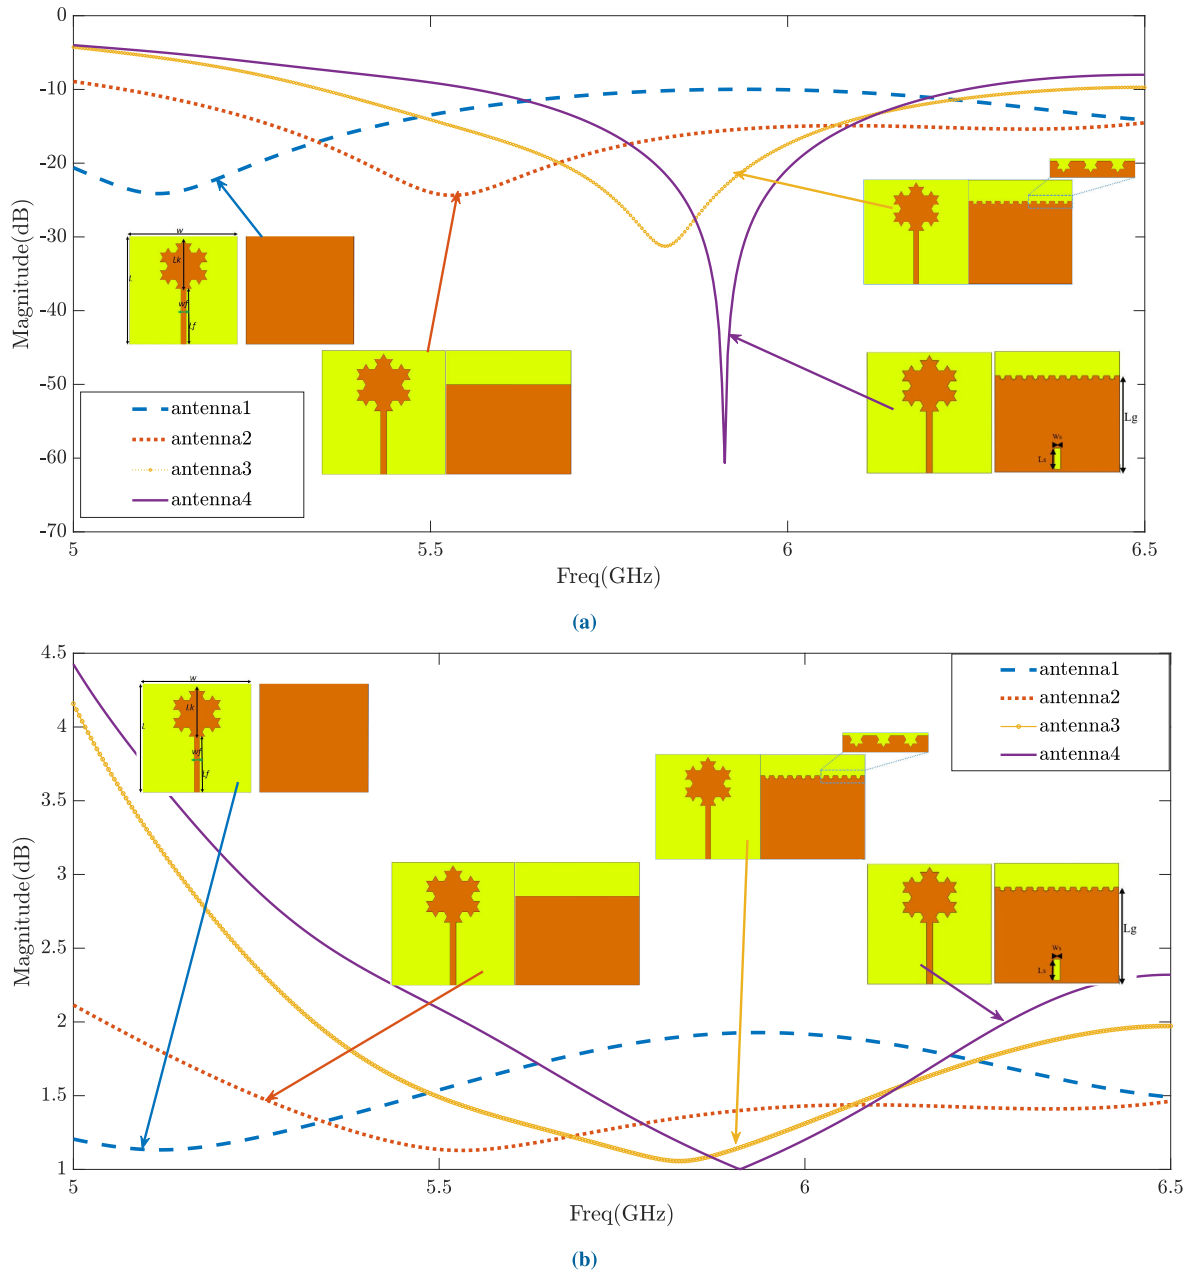 0
-10
-20
-30
-40
-50
-60
-70
Magnitude(dB)
W
L
Lk
wf
Lf
antenna1
antenna2
antenna3
antenna4
Lg
Ws
Ls
5
5.5
6
6.5
Freq(GHz)
(a)
4.5
4
3.5
3
2.5
2
1.5
1
Magnitude(dB)
W
L
Lk
wf
Lf
antenna1
antenna2
antenna3
antenna4
Lg
Ws
Ls
5
5.5
6
6.5
Freq(GHz)
(b)